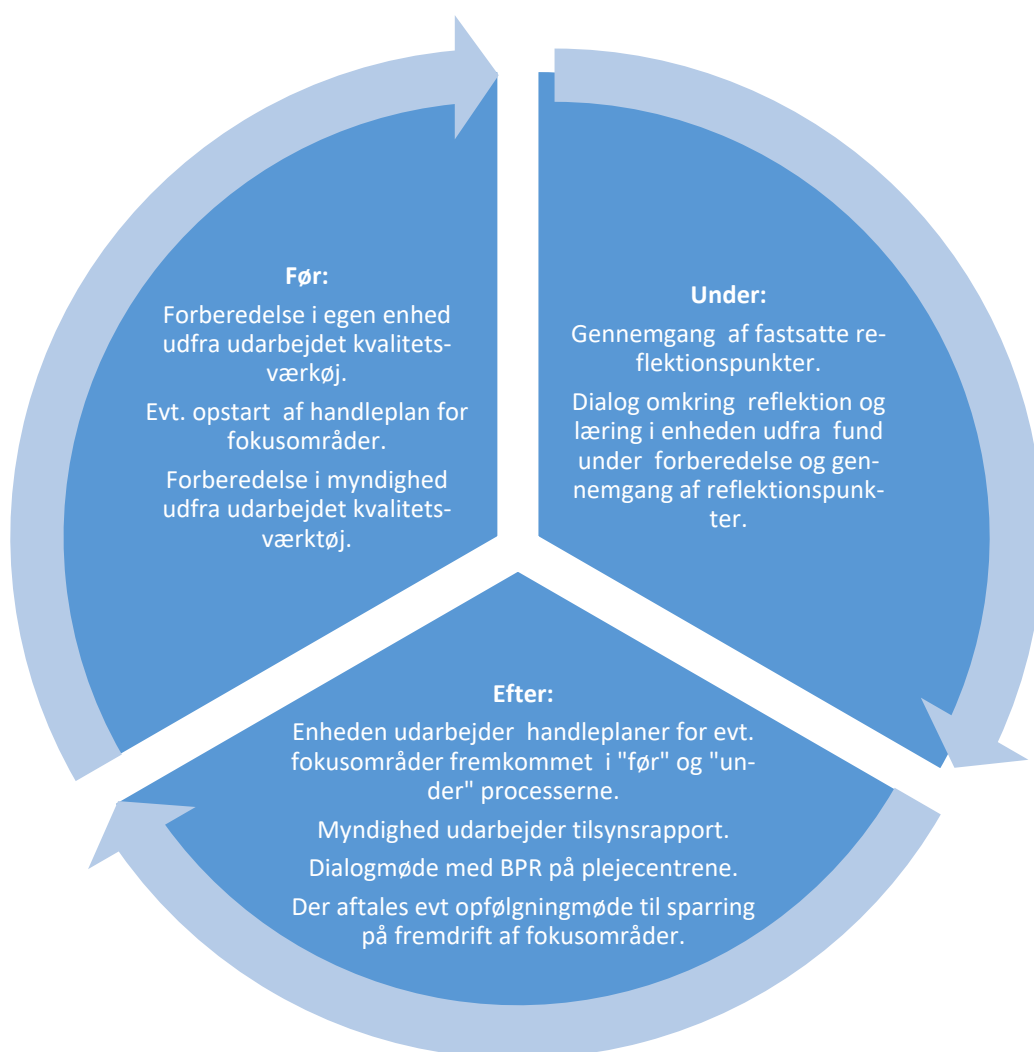 Før:
Forberedelse i egen enhed
udfra udarbejdet kvalitets-
værkøj.
Evt. opstart af handleplan for
fokusområder.
Forberedelse i myndighed
udfra udarbejdet kvalitets-
værktøj.
Under:
Gennemgang af fastsatte re-
flektionspunkter.
Dialog omkring reflektion og
læring i enheden udfra fund
under forberedelse og gen-
nemgang af reflektionspunk-
ter.
Efter:
Enheden udarbejder handleplaner for evt.
fokusområder fremkommet i "før" og "un-
der" processerne.
Myndighed udarbejder tilsynsrapport.
Dialogmøde med BPR på plejecentrene.
Der aftales evt opfølgningmøde til sparring
på fremdrift af fokusområder.